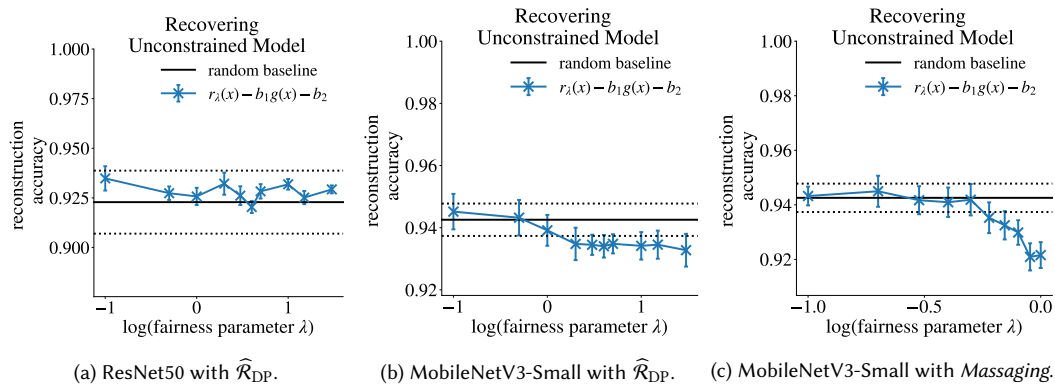 Recovering
Unconstrained Model
random baseline
r_λ(x) − b_1g(x) − b_2
1.000
0.975
0.950
0.925
0.900
reconstruction
accuracy
−1
0
1
log(fairness parameter λ)
(a) ResNet50 with \widehat{R}_DP.
Recovering
Unconstrained Model
random baseline
r_λ(x) − b_1g(x) − b_2
1.00
0.98
0.96
0.94
0.92
reconstruction
accuracy
−1
0
1
log(fairness parameter λ)
(b) MobileNetV3-Small with \widehat{R}_DP.
Recovering
Unconstrained Model
random baseline
r_λ(x) − b_1g(x) − b_2
1.00
0.98
0.96
0.94
0.92
reconstruction
accuracy
−1.0
−0.5
0.0
log(fairness parameter λ)
(c) MobileNetV3-Small with Massaging.